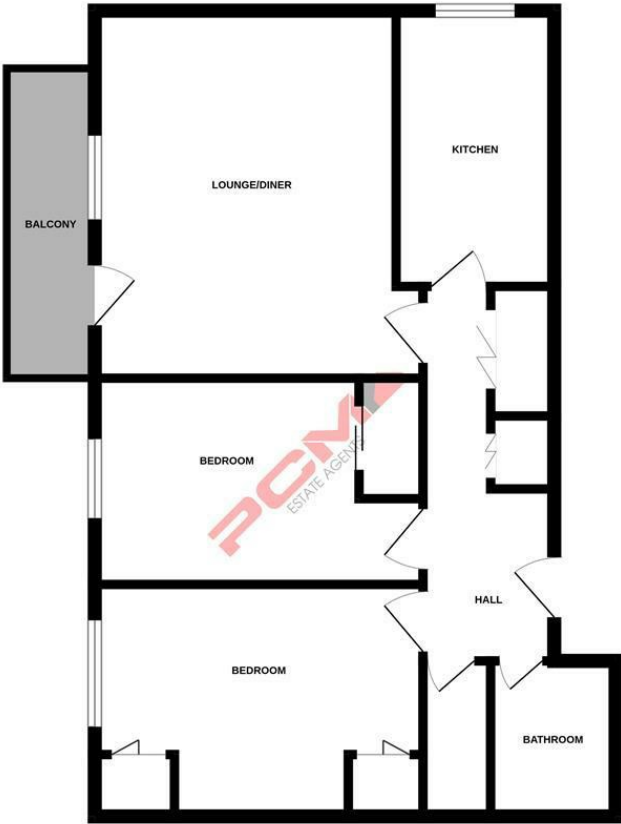 KITCHEN
LOUNGE/DINER
BALCONY
PCM
ESTATE AGENTS
BEDROOM
HALL
BEDROOM
BATHROOM